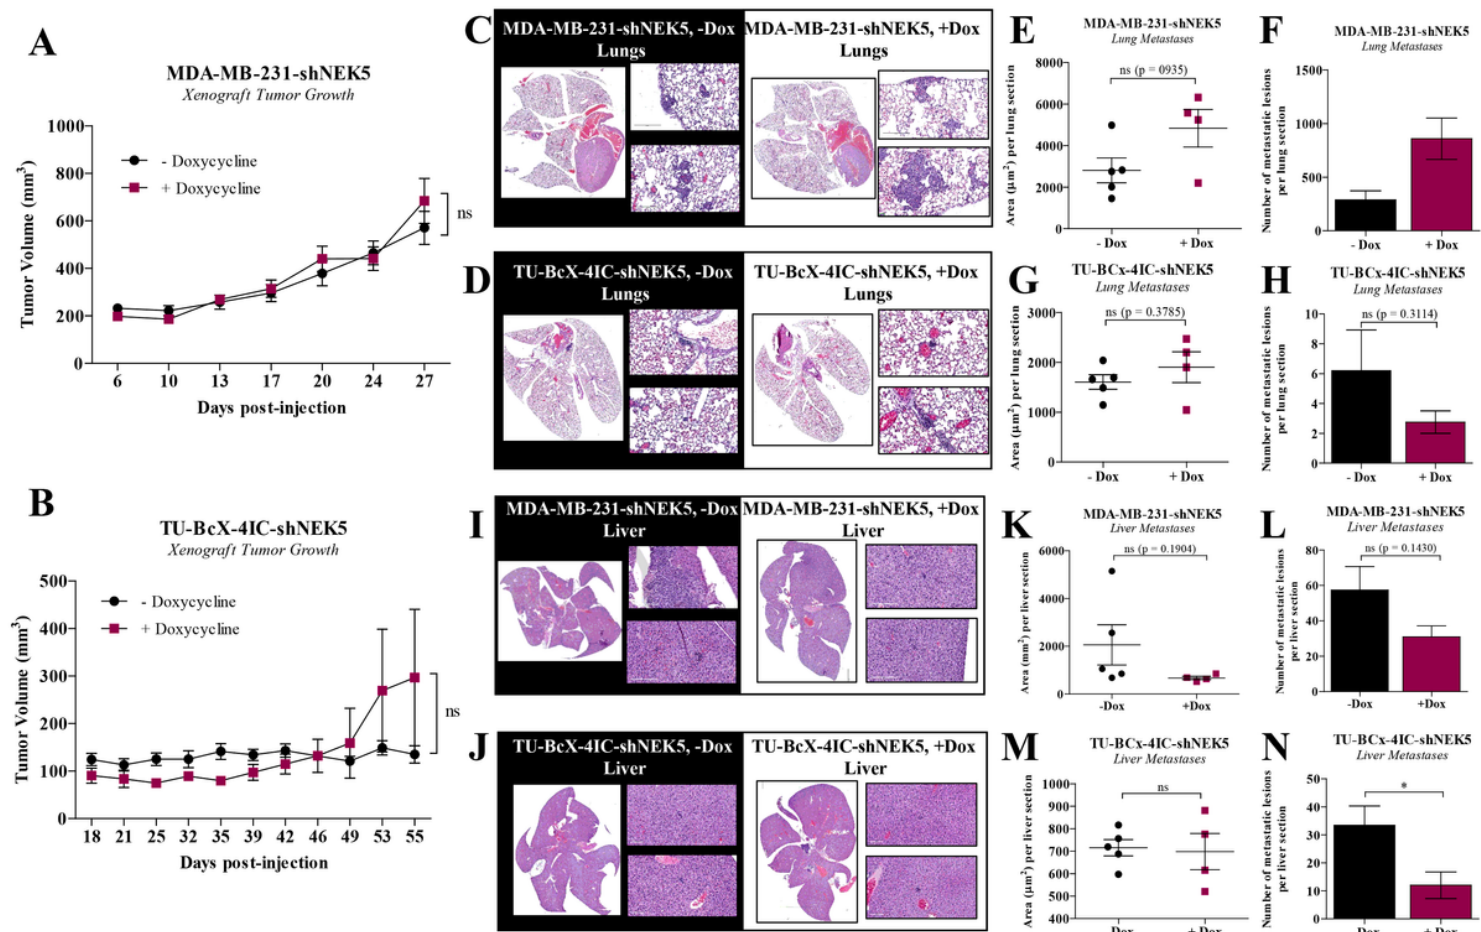 A
MDA-MB-231-shNEK5
Xenograft Tumor Growth
Tumor Volume (mm³)
1000
800
600
400
200
0
- Doxycycline
+ Doxycycline
ns
6 10 13 17 20 24 27
Days post-injection
B
TU-BcX-4IC-shNEK5
Xenograft Tumor Growth
Tumor Volume (mm³)
500
400
300
200
100
0
- Doxycycline
+ Doxycycline
ns
18 21 25 32 35 39 42 46 49 53 55
Days post-injection
C
MDA-MB-231-shNEK5, -Dox
Lungs
MDA-MB-231-shNEK5, +Dox
Lungs
D
TU-BcX-4IC-shNEK5, -Dox
Lungs
TU-BcX-4IC-shNEK5, +Dox
Lungs
E
MDA-MB-231-shNEK5
Lung Metastases
Area (µm²) per lung section
8000
6000
4000
2000
0
ns (p = 0935)
- Dox + Dox
F
MDA-MB-231-shNEK5
Lung Metastases
Number of metastatic lesions
per lung section
1500
1000
500
0
- Dox + Dox
G
TU-BCx-4IC-shNEK5
Lung Metastases
Area (µm²) per lung section
3000
2000
1000
0
ns (p = 0.3785)
- Dox + Dox
H
TU-BCx-4IC-shNEK5
Lung Metastases
Number of metastatic lesions
per lung section
10
8
6
4
2
0
ns (p = 0.3114)
- Dox + Dox
I
MDA-MB-231-shNEK5, -Dox
Liver
MDA-MB-231-shNEK5, +Dox
Liver
J
TU-BcX-4IC-shNEK5, -Dox
Liver
TU-BcX-4IC-shNEK5, +Dox
Liver
K
MDA-MB-231-shNEK5
Liver Metastases
Area (mm²) per liver section
6000
4000
2000
0
ns (p = 0.1904)
-Dox +Dox
L
MDA-MB-231-shNEK5
Liver Metastases
Number of metastatic lesions
per liver section
80
60
40
20
0
ns (p = 0.1430)
-Dox +Dox
M
TU-BCx-4IC-shNEK5
Liver Metastases
Area (µm²) per liver section
1000
900
800
700
600
500
400
ns
- Dox + Dox
N
TU-BCx-4IC-shNEK5
Liver Metastases
Number of metastatic lesions
per liver section
50
40
30
20
10
0
*
- Dox + Dox